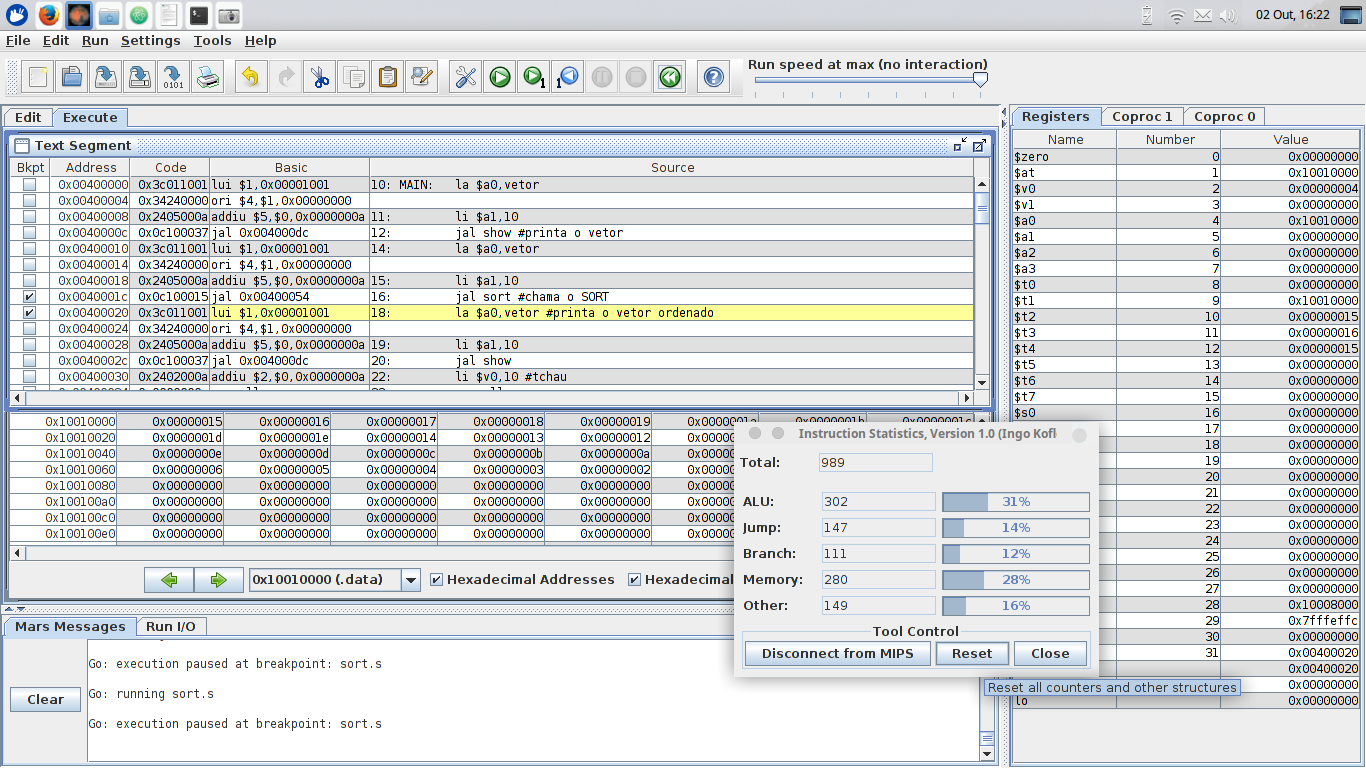 02 Out, 16:22
File Edit Run Settings Tools Help
Run speed at max (no interaction)
Edit Execute
Text Segment
Bkpt Address Code Basic Source
0x00400000 0x3c011001 lui $1,0x00001001 10: MAIN: la $a0,vetor
0x00400004 0x34240000 ori $4,$1,0x00000000
0x00400008 0x2405000a addiu $5,$0,0x0000000a 11: li $a1,10
0x0040000c 0x0c100037 jal 0x004000dc 12: jal show #printa o vetor
0x00400010 0x3c011001 lui $1,0x00001001 14: la $a0,vetor
0x00400014 0x34240000 ori $4,$1,0x00000000
0x00400018 0x2405000a addiu $5,$0,0x0000000a 15: li $a1,10
0x0040001c 0x0c100015 jal 0x00400054 16: jal sort #chama o SORT
0x00400020 0x3c011001 lui $1,0x00001001 18: la $a0,vetor #printa o vetor ordenado
0x00400024 0x34240000 ori $4,$1,0x00000000
0x00400028 0x2405000a addiu $5,$0,0x0000000a 19: li $a1,10
0x0040002c 0x0c100037 jal 0x004000dc 20: jal show
0x00400030 0x2402000a addiu $2,$0,0x0000000a 22: li $v0,10 #tchau
0x10010000 0x00000015 0x00000016 0x00000017 0x00000018 0x00000019
0x10010020 0x0000001d 0x0000001e 0x00000014 0x00000013 0x00000012
0x10010040 0x0000000e 0x0000000d 0x0000000c 0x0000000b 0x0000000a
0x10010060 0x00000006 0x00000005 0x00000004 0x00000003 0x00000002
0x10010080 0x00000000 0x00000000 0x00000000 0x00000000 0x00000000
0x100100a0 0x00000000 0x00000000 0x00000000 0x00000000 0x00000000
0x100100c0 0x00000000 0x00000000 0x00000000 0x00000000 0x00000000
0x100100e0 0x00000000 0x00000000 0x00000000 0x00000000 0x00000000
0x10010000 (.data) Hexadecimal Addresses Hexadecimal
Mars Messages Run I/O
Clear
Go: execution paused at breakpoint: sort.s
Go: running sort.s
Go: execution paused at breakpoint: sort.s
Instruction Statistics, Version 1.0 (Ingo Kofl
Total: 989
ALU: 302 31%
Jump: 147 14%
Branch: 111 12%
Memory: 280 28%
Other: 149 16%
Tool Control
Disconnect from MIPS Reset Close
Reset all counters and other structures
Registers Coproc 1 Coproc 0
Name Number Value
$zero 0 0x00000000
$at 1 0x10010000
$v0 2 0x00000004
$v1 3 0x00000000
$a0 4 0x10010000
$a1 5 0x00000000
$a2 6 0x00000000
$a3 7 0x00000000
$t0 8 0x00000000
$t1 9 0x10010000
$t2 10 0x00000015
$t3 11 0x00000016
$t4 12 0x00000015
$t5 13 0x00000000
$t6 14 0x00000000
$t7 15 0x00000000
$s0 16 0x00000000
17 0x00000000
18 0x00000000
19 0x00000000
20 0x00000000
21 0x00000000
22 0x00000000
23 0x00000000
24 0x00000000
25 0x00000000
26 0x00000000
27 0x00000000
28 0x10008000
29 0x7fffeffc
30 0x00000000
31 0x00400020
0x00400020
0x00000000
lo 0x00000000